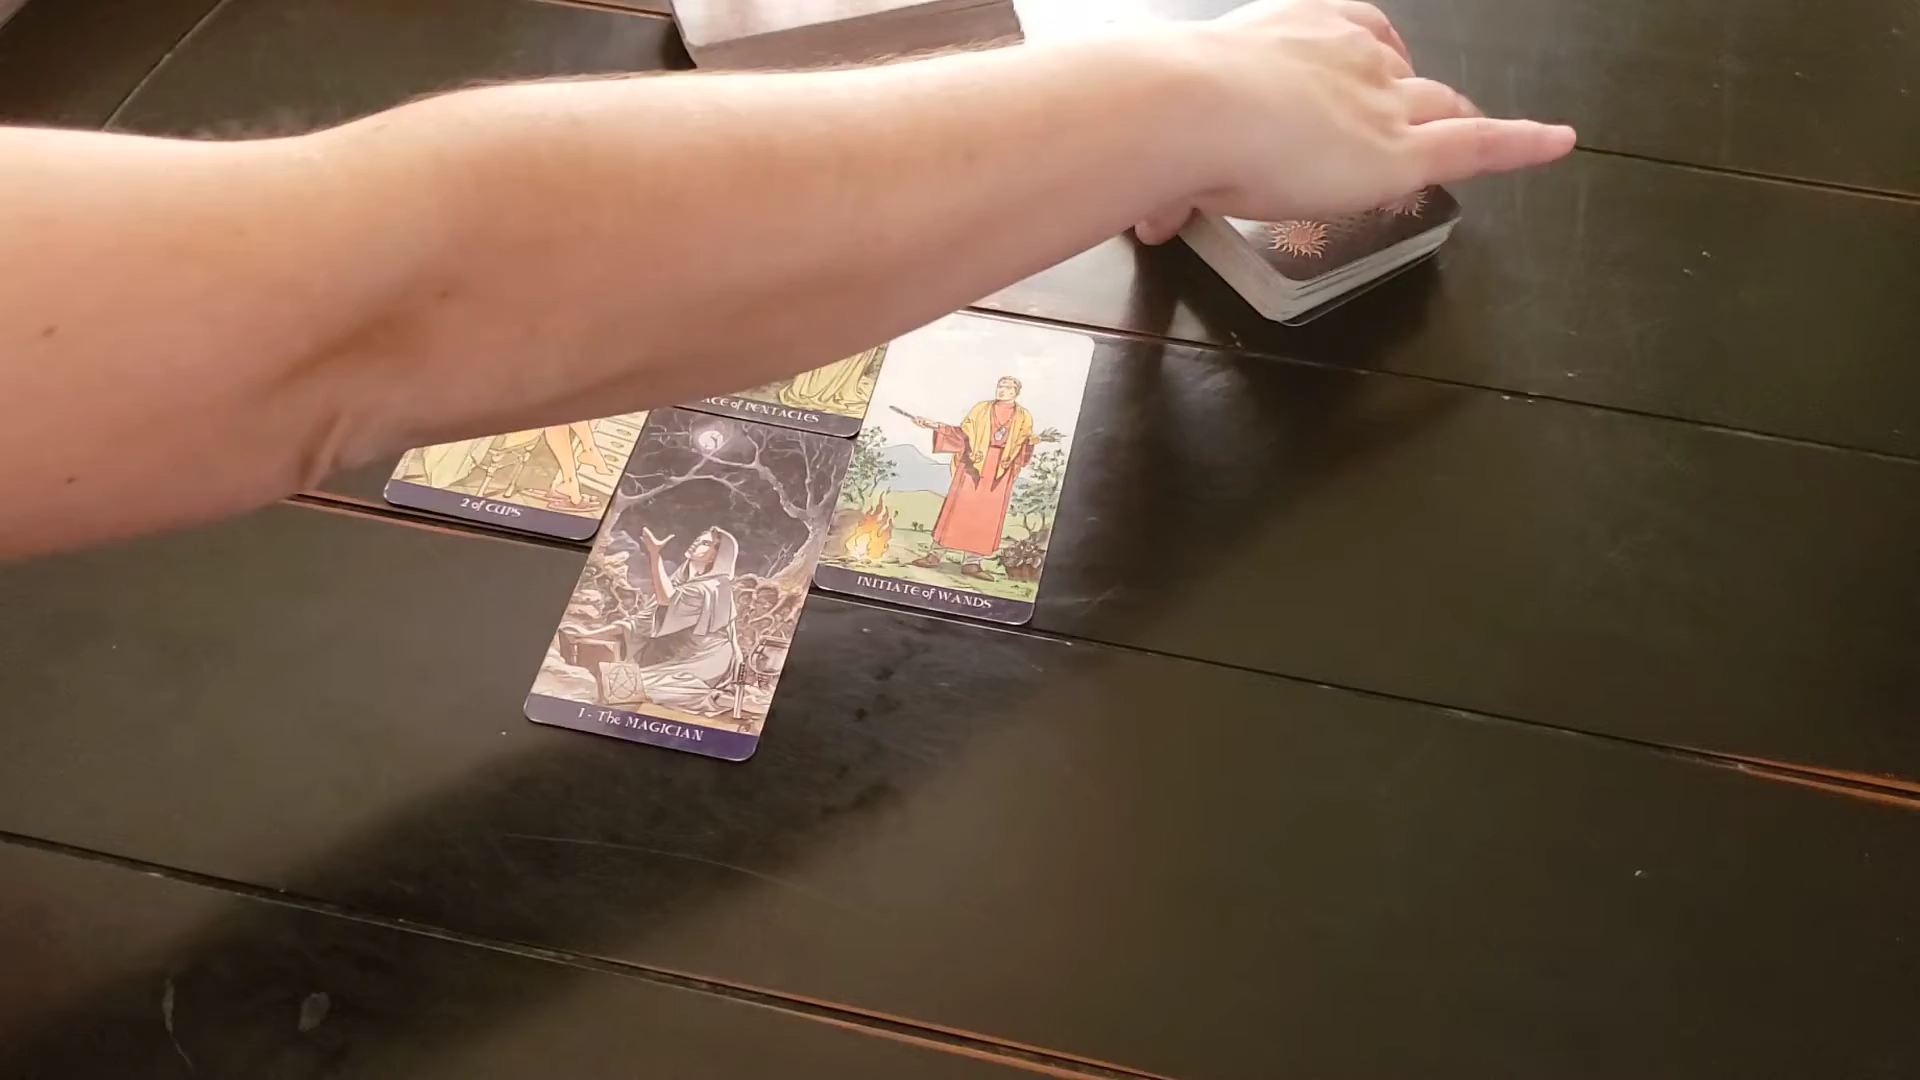 ACE of PENTACLES
2 of CUPS
INITIATE of WANDS
I - The MAGICIAN